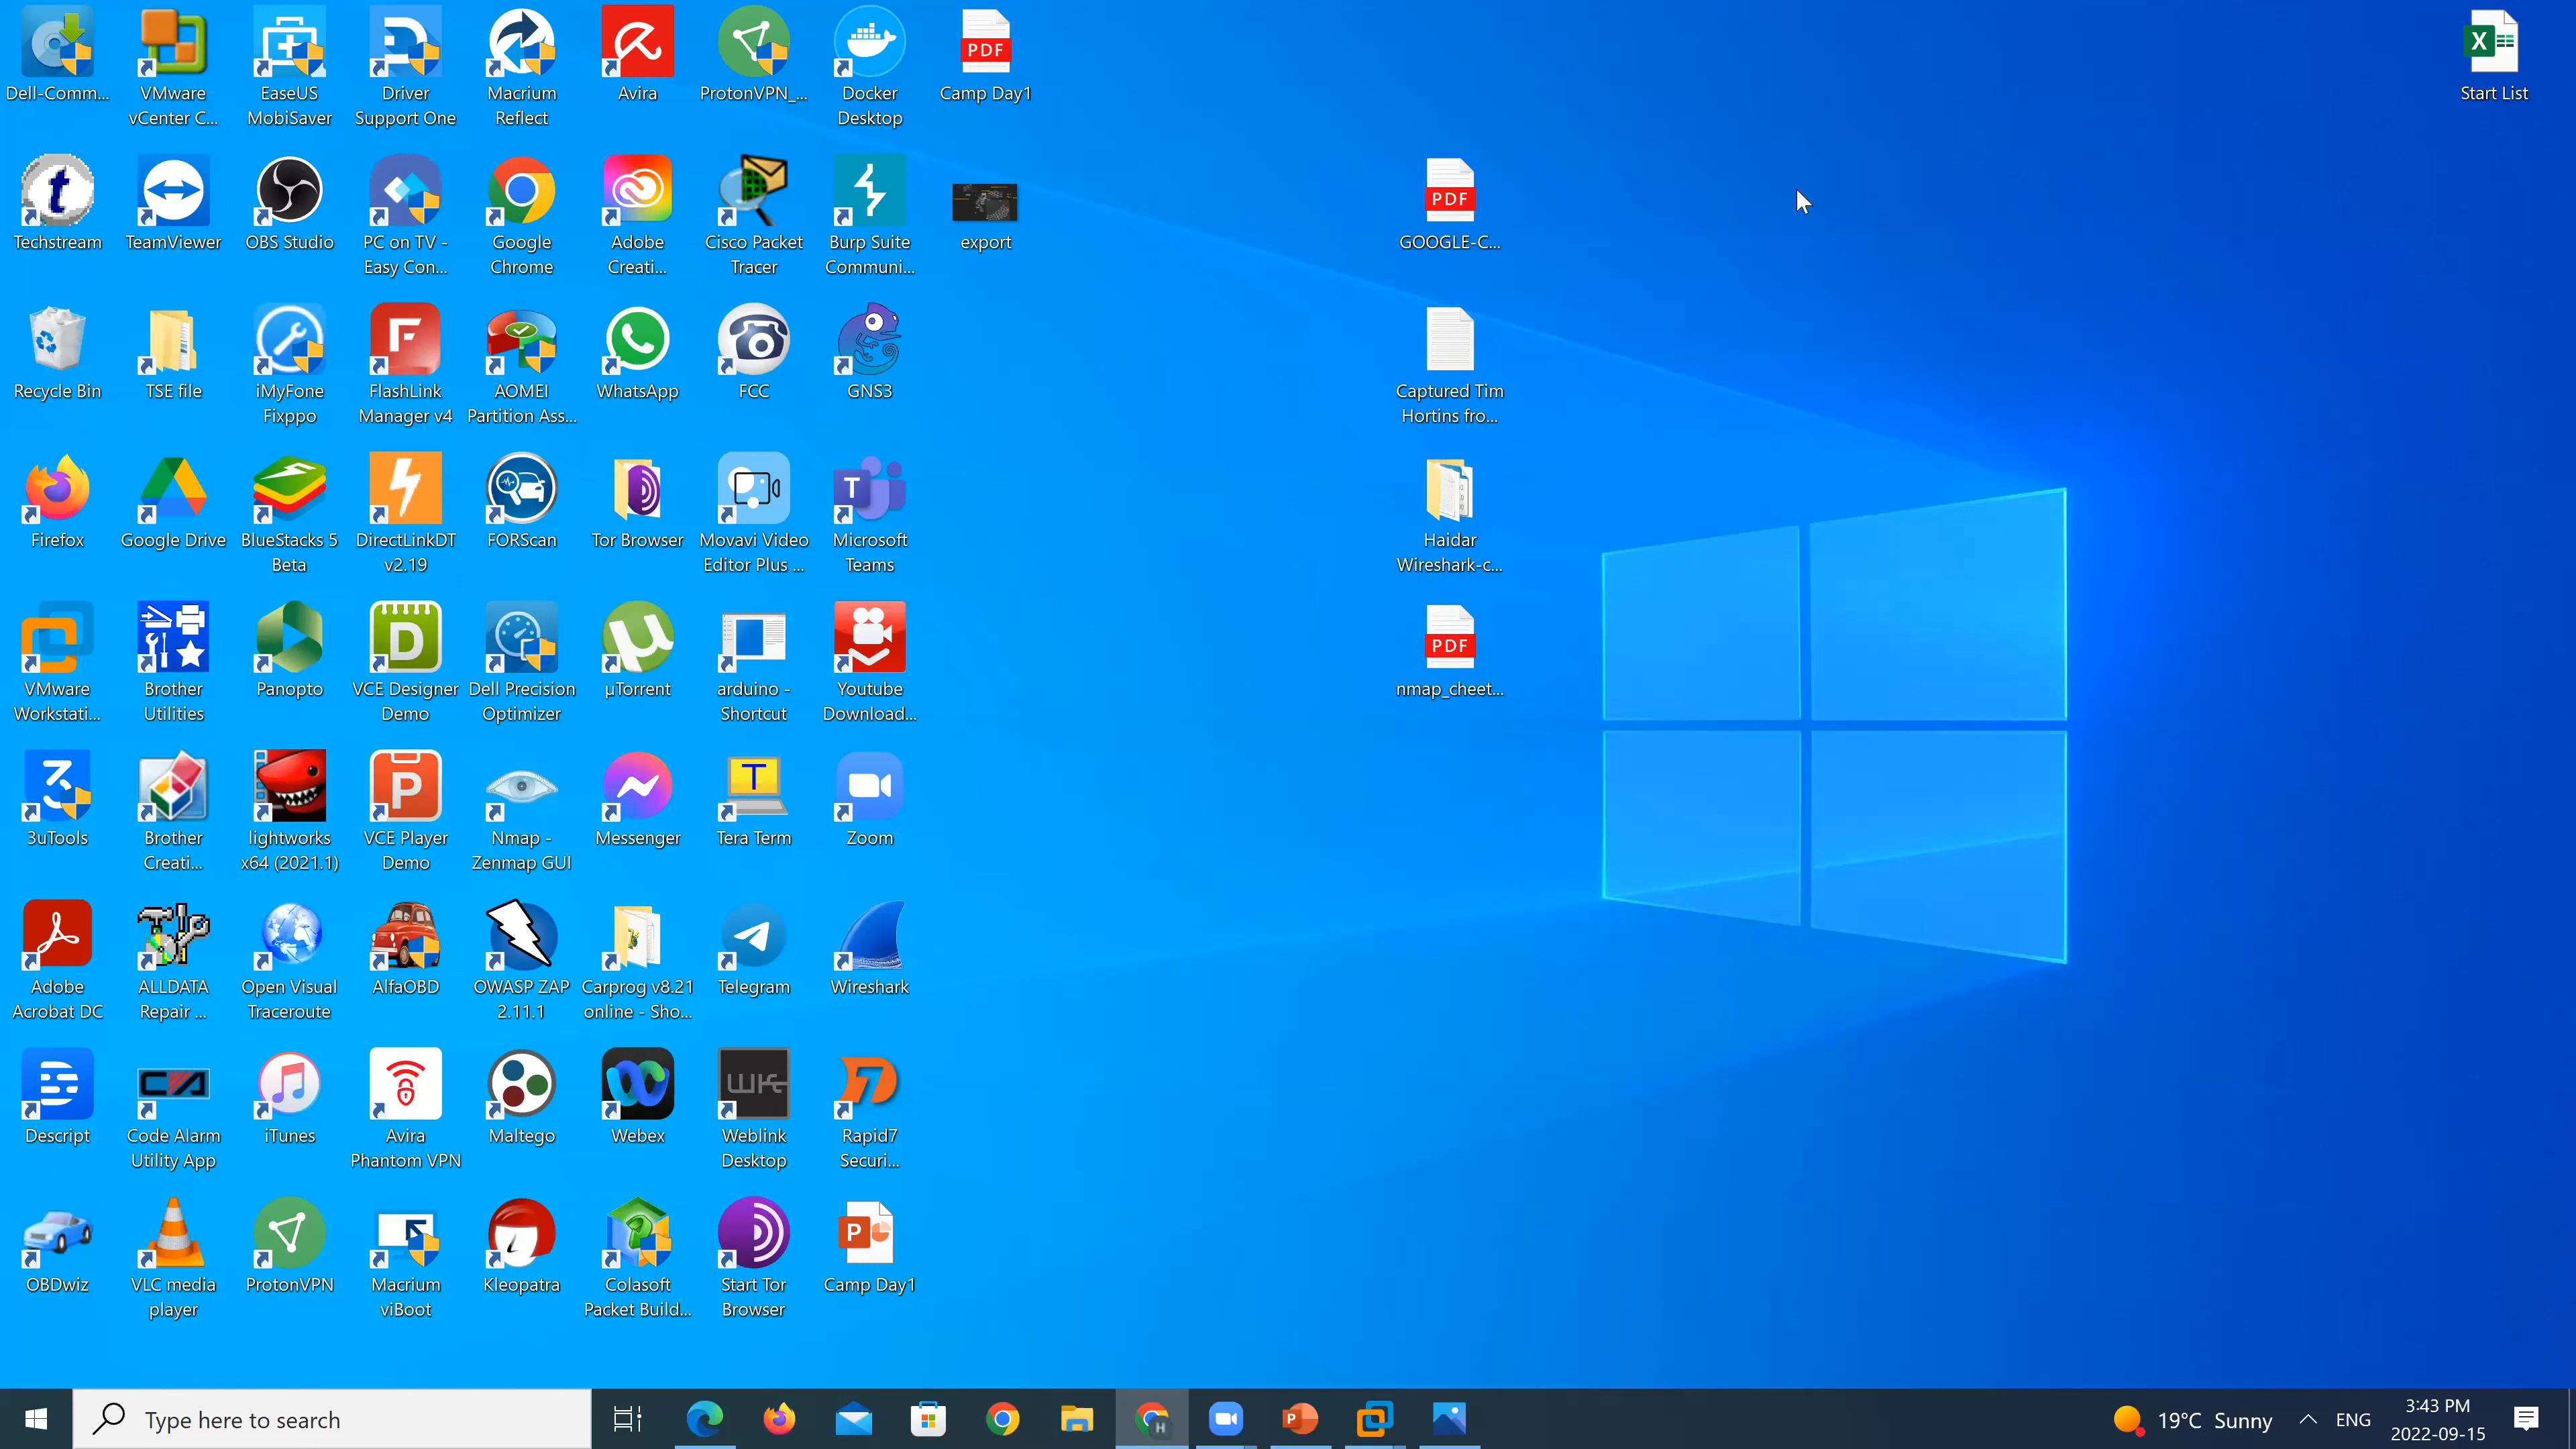 Dell-Comm...
VMware
vCenter C...
EaseUS
MobiSaver
Driver
Support One
Macrium
Reflect
Avira
ProtonVPN_...
Docker
Desktop
PDF
Camp Day1
X
Start List
t
Techstream
TeamViewer
OBS Studio
PC on TV -
Easy Con...
Google
Chrome
Adobe
Creati...
Cisco Packet
Tracer
Burp Suite
Communi...
export
PDF
GOOGLE-C...
Recycle Bin
TSE file
iMyFone
Fixppo
F
FlashLink
Manager v4
AOMEI
Partition Ass...
WhatsApp
FCC
GNS3
Captured Tim
Hortins fro...
Firefox
Google Drive
BlueStacks 5
Beta
DirectLinkDT
v2.19
FORScan
Tor Browser
Movavi Video
Editor Plus ...
T
Microsoft
Teams
Haidar
Wireshark-c...
VMware
Workstati...
Brother
Utilities
Panopto
D
VCE Designer
Demo
Dell Precision
Optimizer
µ
µTorrent
arduino -
Shortcut
Youtube
Download...
PDF
nmap_cheet...
3
3uTools
Brother
Creati...
lightworks
x64 (2021.1)
P
VCE Player
Demo
Nmap -
Zenmap GUI
Messenger
T
Tera Term
Zoom
Adobe
Acrobat DC
ALLDATA
Repair ...
Open Visual
Traceroute
AlfaOBD
OWASP ZAP
2.11.1
Carprog v8.21
online - Sho...
Telegram
Wireshark
Descript
Code Alarm
Utility App
iTunes
Avira
Phantom VPN
Maltego
Webex
Weblink
Desktop
Rapid7
Securi...
OBDwiz
VLC media
player
ProtonVPN
Macrium
viBoot
Kleopatra
Colasoft
Packet Build...
Start Tor
Browser
P
Camp Day1
Type here to search
H
P
19°C Sunny
ENG
3:43 PM
2022-09-15